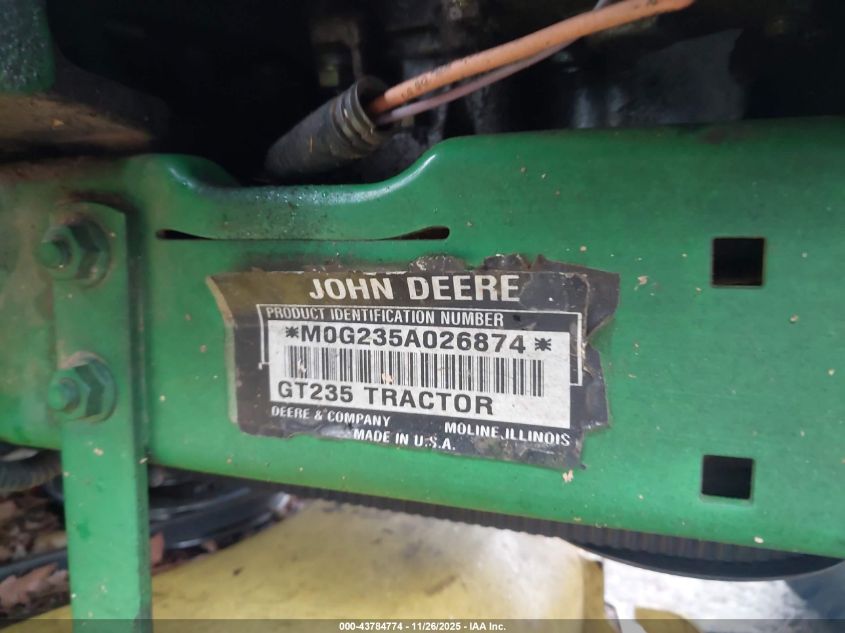 JOHN DEERE
PRODUCT IDENTIFICATION NUMBER
*M0G235A026874*
GT235 TRACTOR
DEERE & COMPANY MOLINE, ILLINOIS
MADE IN U.S.A.
000-43784774 - 11/26/2025 - IAA Inc.